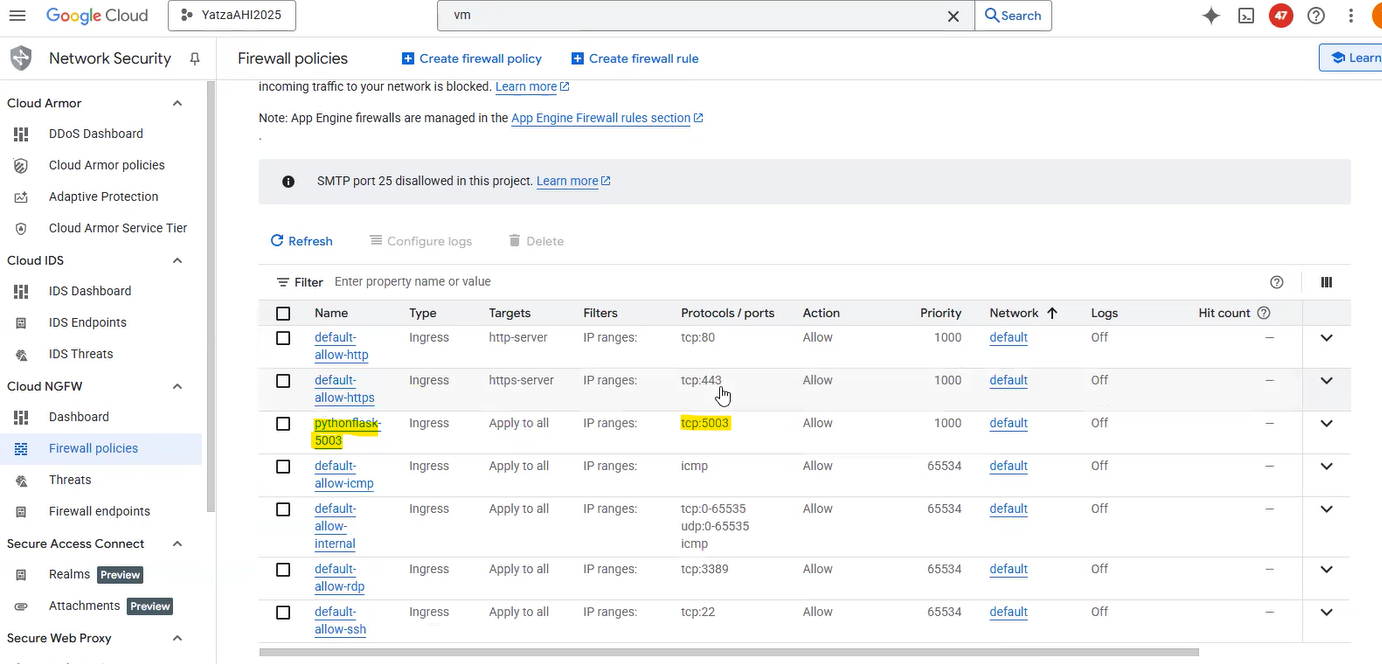 Google Cloud
YatzaAHI2025
vm
Search
47
Network Security
Firewall policies
Create firewall policy
Create firewall rule
Learn
Cloud Armor
DDoS Dashboard
Cloud Armor policies
Adaptive Protection
Cloud Armor Service Tier
Cloud IDS
IDS Dashboard
IDS Endpoints
IDS Threats
Cloud NGFW
Dashboard
Firewall policies
Threats
Firewall endpoints
Secure Access Connect
Realms Preview
Attachments Preview
Secure Web Proxy
incoming traffic to your network is blocked. Learn more
Note: App Engine firewalls are managed in the App Engine Firewall rules section
.
SMTP port 25 disallowed in this project. Learn more
Refresh
Configure logs
Delete
Filter Enter property name or value
Name Type Targets Filters Protocols / ports Action Priority Network Logs Hit count
default- Ingress http-server IP ranges: tcp:80 Allow 1000 default Off —
allow-http
default- Ingress https-server IP ranges: tcp:443 Allow 1000 default Off —
allow-https
pythonflask- Ingress Apply to all IP ranges: tcp:5003 Allow 1000 default Off —
5003
default- Ingress Apply to all IP ranges: icmp Allow 65534 default Off —
allow-icmp
default- Ingress Apply to all IP ranges: tcp:0-65535 Allow 65534 default Off —
allow- udp:0-65535
internal icmp
default- Ingress Apply to all IP ranges: tcp:3389 Allow 65534 default Off —
allow-rdp
default- Ingress Apply to all IP ranges: tcp:22 Allow 65534 default Off —
allow-ssh